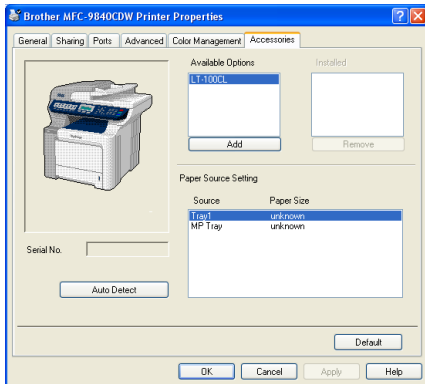 Brother MFC-9840CDW Printer Properties
General Sharing Ports Advanced Color Management Accessories
Available Options Installed
LT-100CL
Add Remove
Paper Source Setting
Source Paper Size
Tray1 unknown
MP Tray unknown
Serial No.
Auto Detect
Default
OK Cancel Apply Help